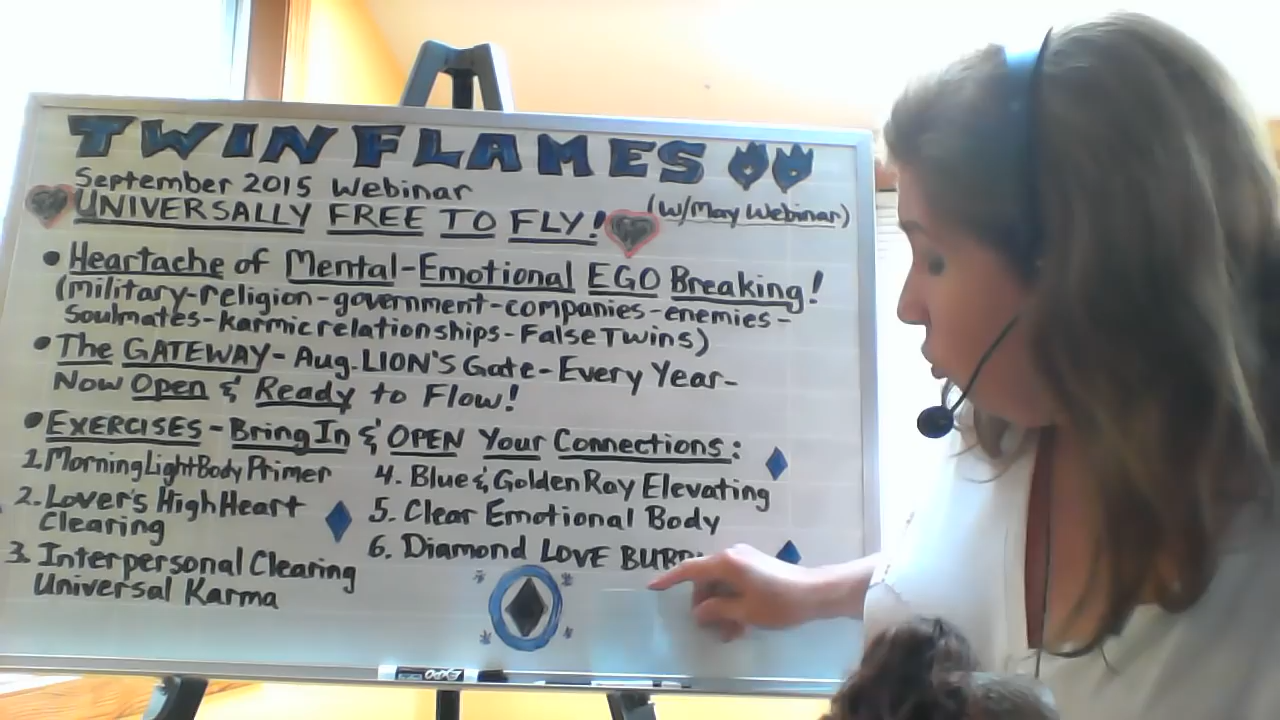 TWIN FLAMES
September 2015 Webinar
(w/May Webinar)
UNIVERSALLY FREE TO FLY!
• Heartache of Mental-Emotional EGO Breaking!
(military-religion-government-companies-enemies-
Soulmates-karmic relationships-False Twins)
• The GATEWAY- Aug. LION'S Gate-Every Year-
Now Open & Ready to Flow!
• EXERCISES-Bring In & OPEN Your Connections:
1. Morning Light Body Primer
2. Lover's High Heart
Clearing
3. Interpersonal Clearing
Universal Karma
4. Blue & Golden Ray Elevating
5. Clear Emotional Body
6. Diamond LOVE
EXPO